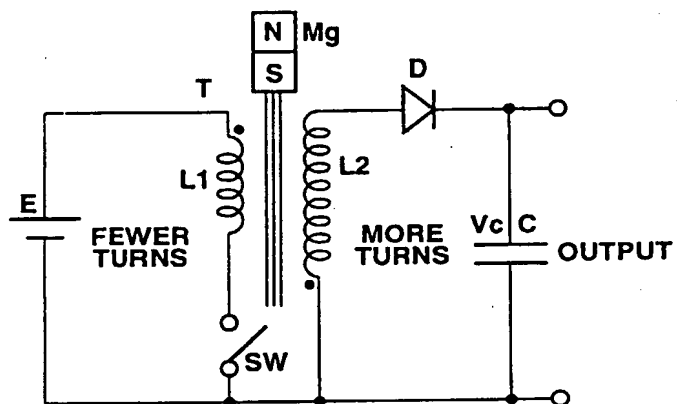 N Mg
S
T
D
L1
L2
E
FEWER
TURNS
MORE
TURNS
Vc C
OUTPUT
SW